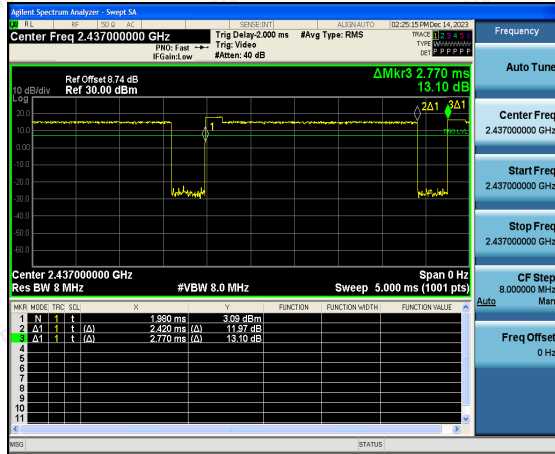 Agilent Spectrum Analyzer - Swept SA
RL RF 50 Ω AC SENSE:INT ALIGNAUTO 02:25:15 PM Dec 14, 2023
Center Freq 2.437000000 GHz Trig Delay-2.000 ms #Avg Type: RMS TRACE 1 2 3 4 5 6
PNO: Fast Trig: Video TYPE
IFGain:Low #Atten: 40 dB DET P P P P P P
Frequency
Auto Tune
Ref Offset 8.74 dB ΔMkr3 2.770 ms
10 dB/div Ref 30.00 dBm 13.10 dB
Log
20.0
10.0
0.00
-10.0
-20.0
-30.0
-40.0
-50.0
-60.0
1
2Δ1
3Δ1
TRIG LVL
Center Freq
2.437000000 GHz
Start Freq
2.437000000 GHz
Stop Freq
2.437000000 GHz
Center 2.437000000 GHz Span 0 Hz
Res BW 8 MHz #VBW 8.0 MHz Sweep 5.000 ms (1001 pts)
CF Step
8.000000 MHz
Auto Man
Freq Offset
0 Hz
MKR MODE TRC SCL X Y FUNCTION FUNCTION WIDTH FUNCTION VALUE
1 N 1 t 1.980 ms 3.09 dBm
2 Δ1 1 t (Δ) 2.420 ms (Δ) 11.97 dB
3 Δ1 1 t (Δ) 2.770 ms (Δ) 13.10 dB
4
5
6
7
8
9
10
11
MSG STATUS